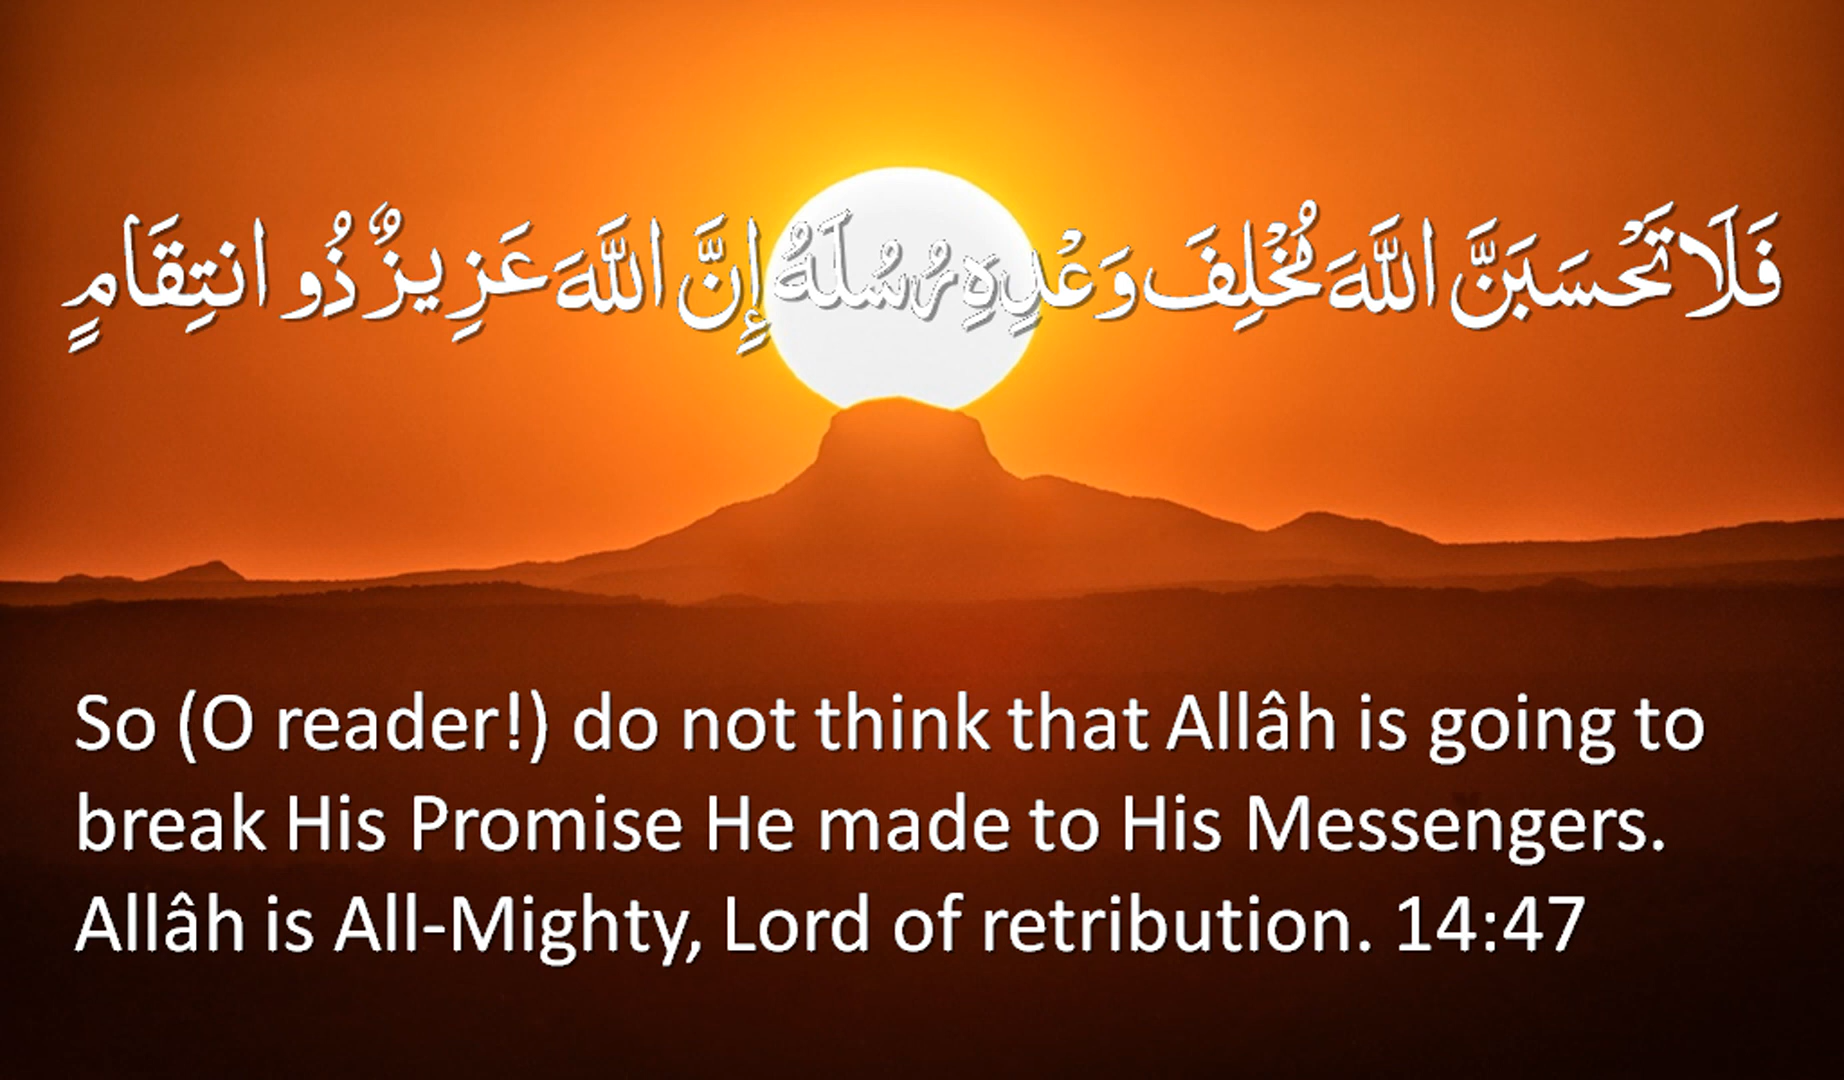 فَلَا تَحْسَبَنَّ اللَّهَ مُخْلِفَ وَعْدِهِ رُسُلَهُ إِنَّ اللَّهَ عَزِيزٌ ذُو انتِقَامٍ
So (O reader!) do not think that Allâh is going to
break His Promise He made to His Messengers.
Allâh is All-Mighty, Lord of retribution. 14:47